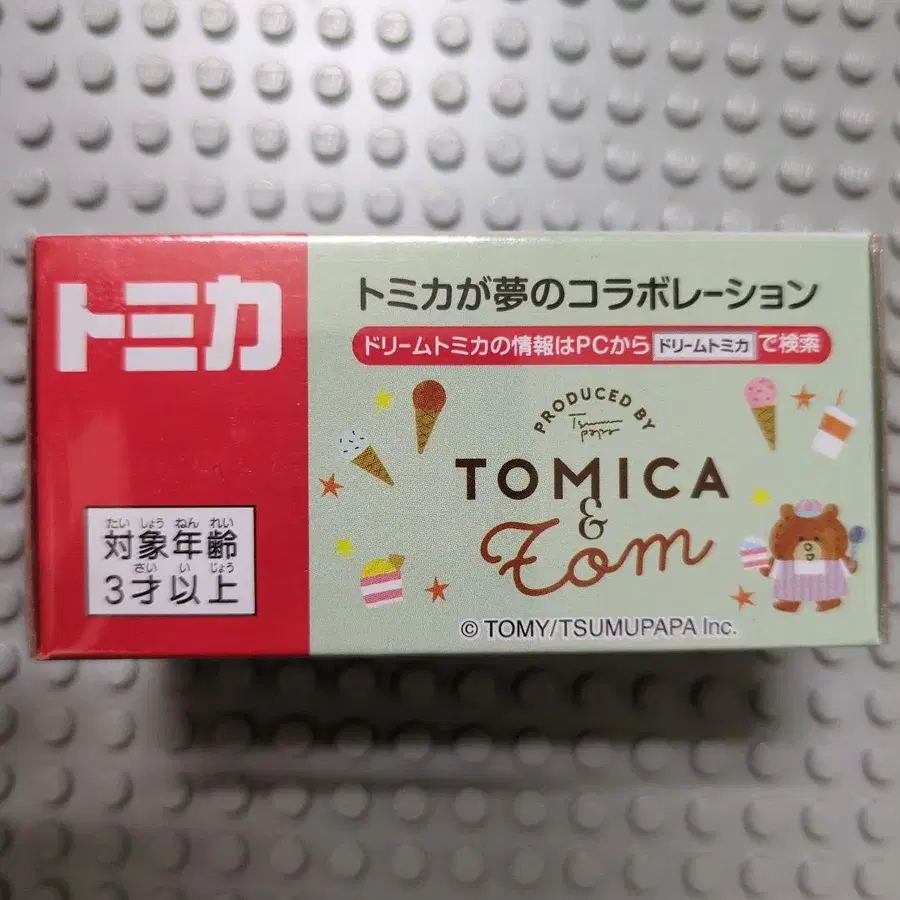 トミカ
たい しょう ねん れい
対象年齢
さい い じょう
3才以上
トミカが夢のコラボレーション
ドリームトミカの情報はPCから ドリームトミカ で検索
PRODUCED BY
TOMICA
&
Tom
© TOMY/TSUMUPAPA Inc.